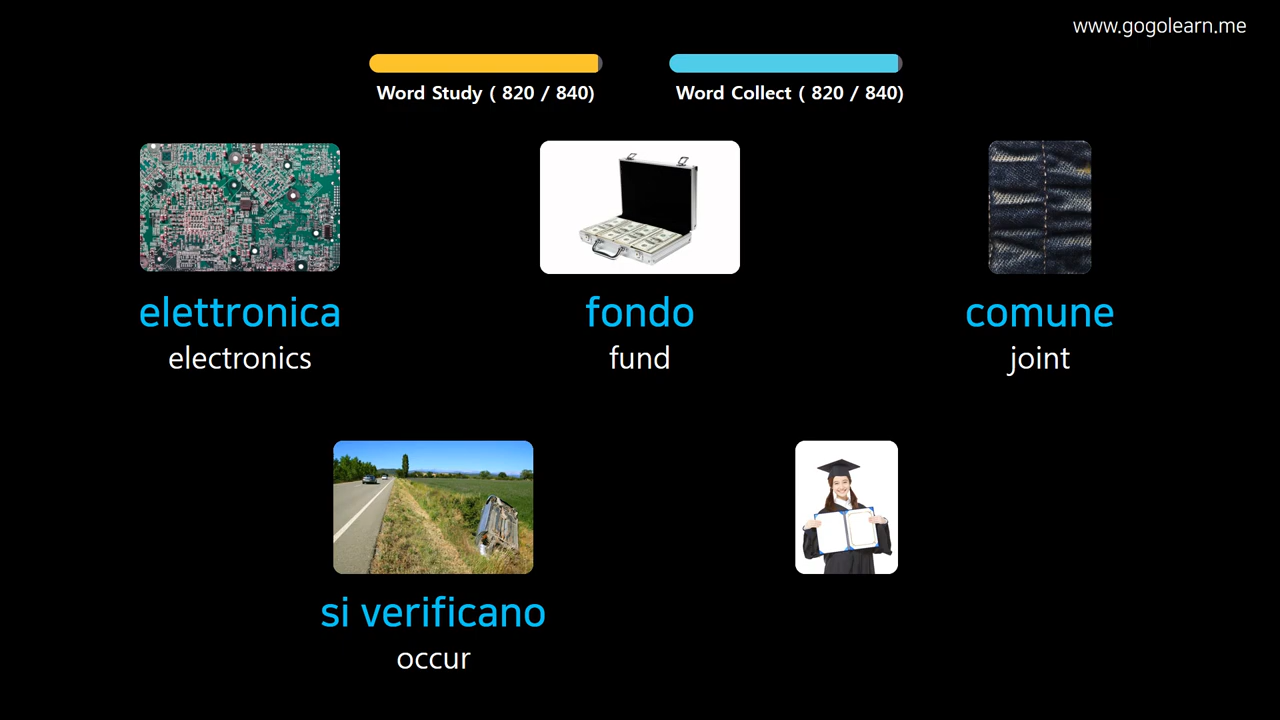 www.gogolearn.me
Word Study ( 820 / 840)
Word Collect ( 820 / 840)
elettronica
electronics
fondo
fund
comune
joint
si verificano
occur